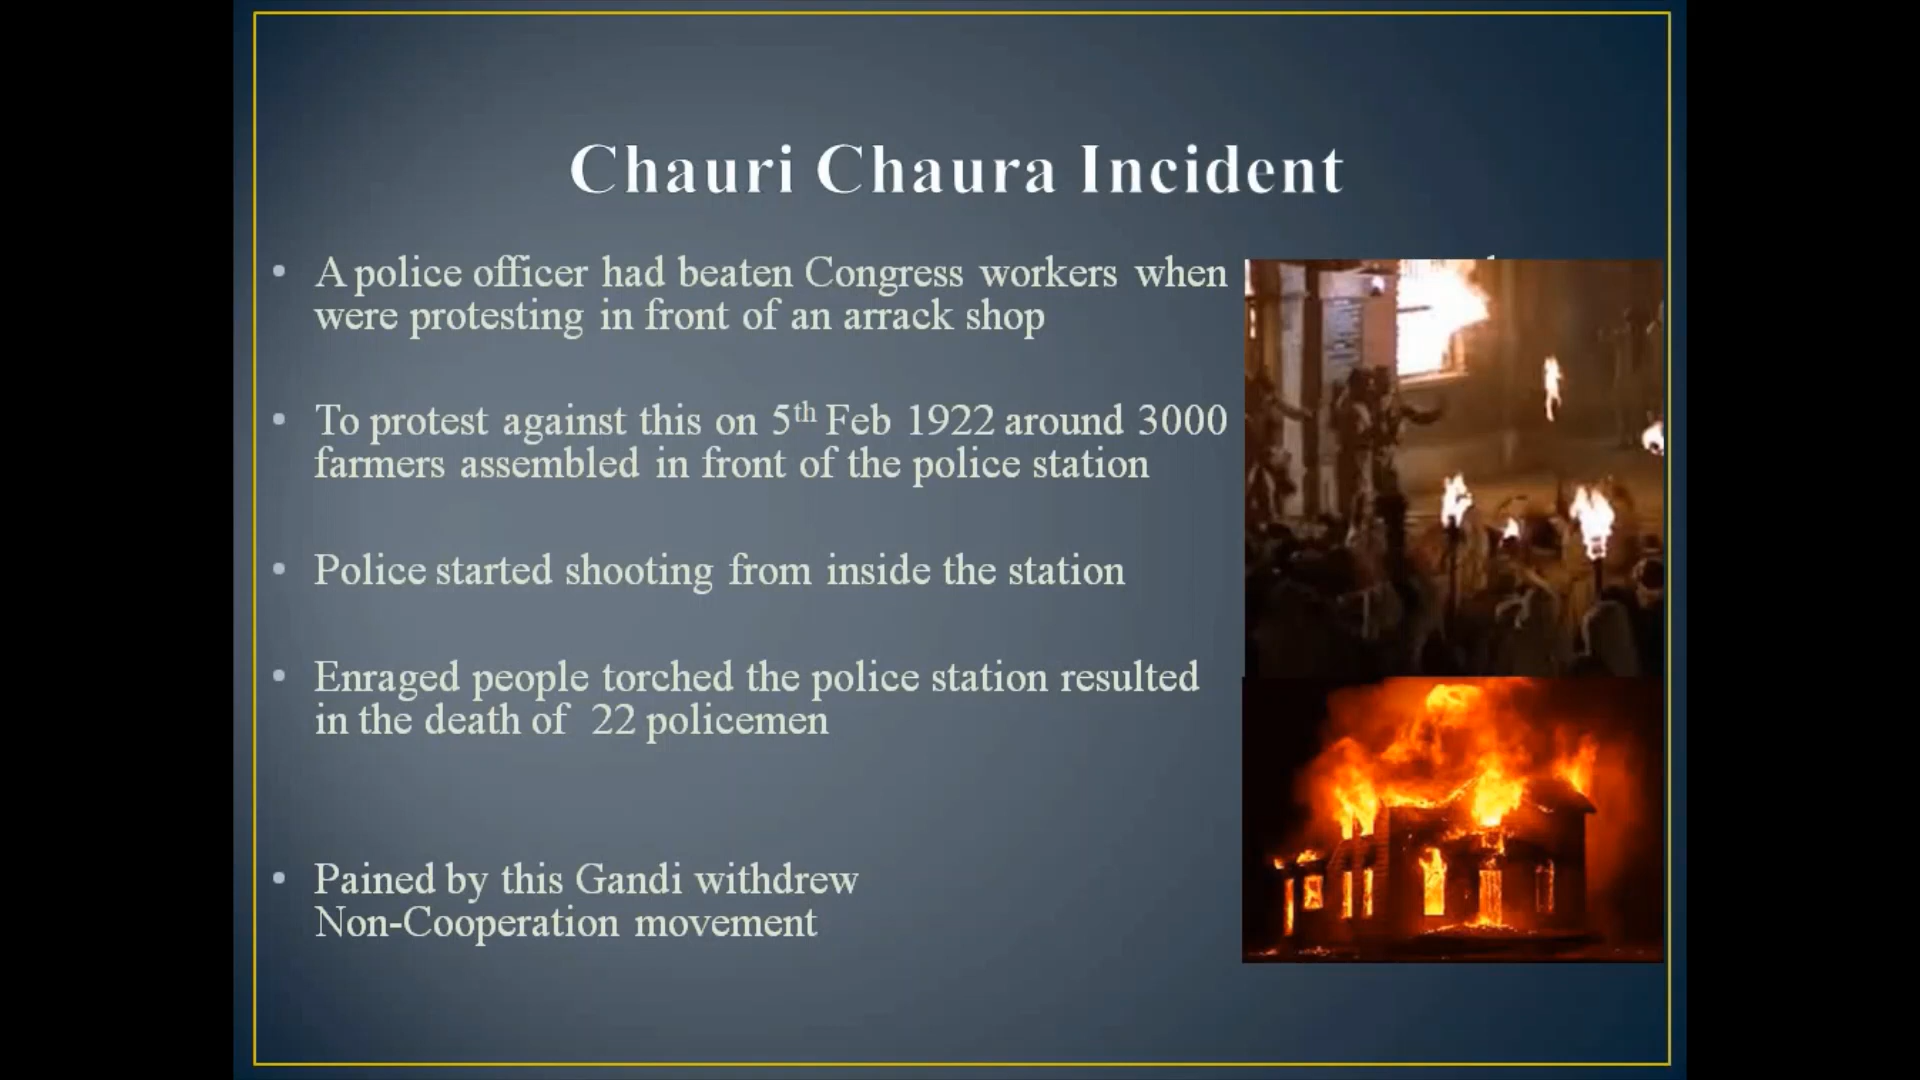 Chauri Chaura Incident
• A police officer had beaten Congress workers when
were protesting in front of an arrack shop
• To protest against this on 5th Feb 1922 around 3000
farmers assembled in front of the police station
• Police started shooting from inside the station
• Enraged people torched the police station resulted
in the death of 22 policemen
• Pained by this Gandi withdrew
Non-Cooperation movement